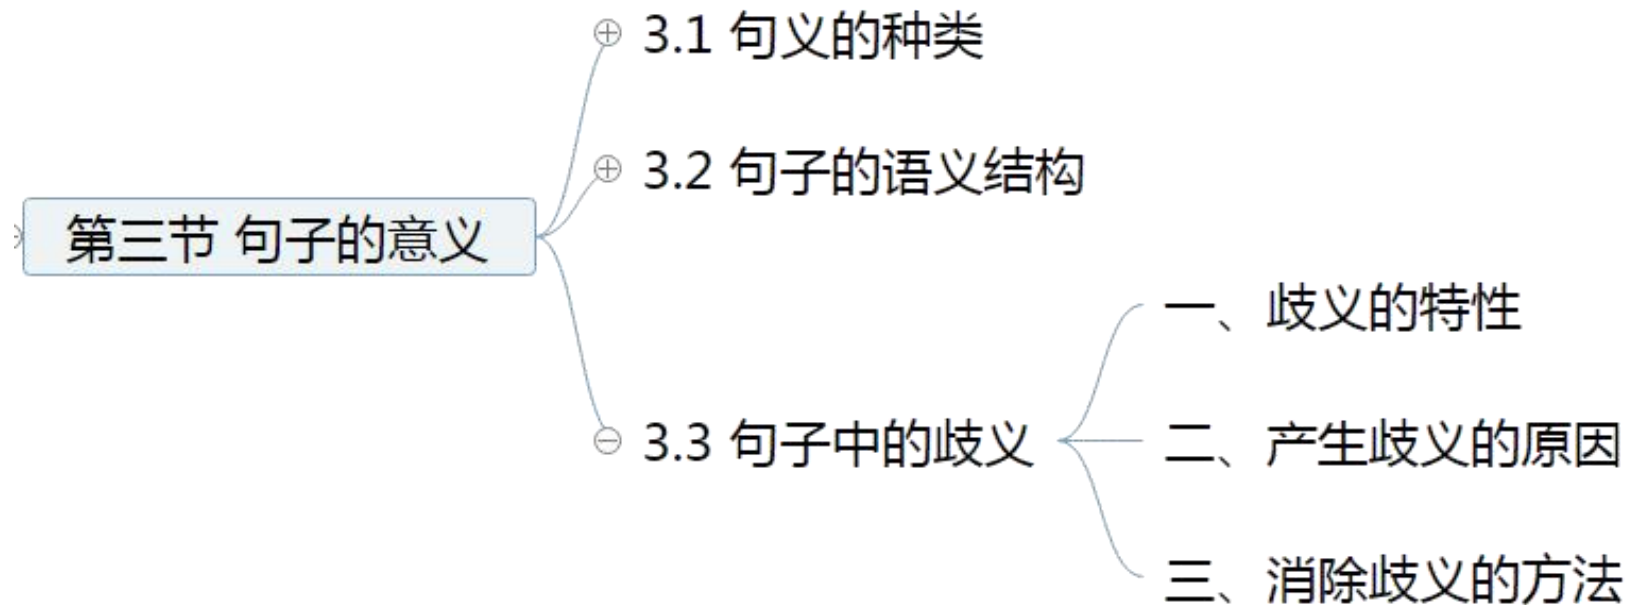 3.1 句义的种类
3.2 句子的语义结构
第三节 句子的意义
一、歧义的特性
3.3 句子中的歧义
二、产生歧义的原因
三、消除歧义的方法